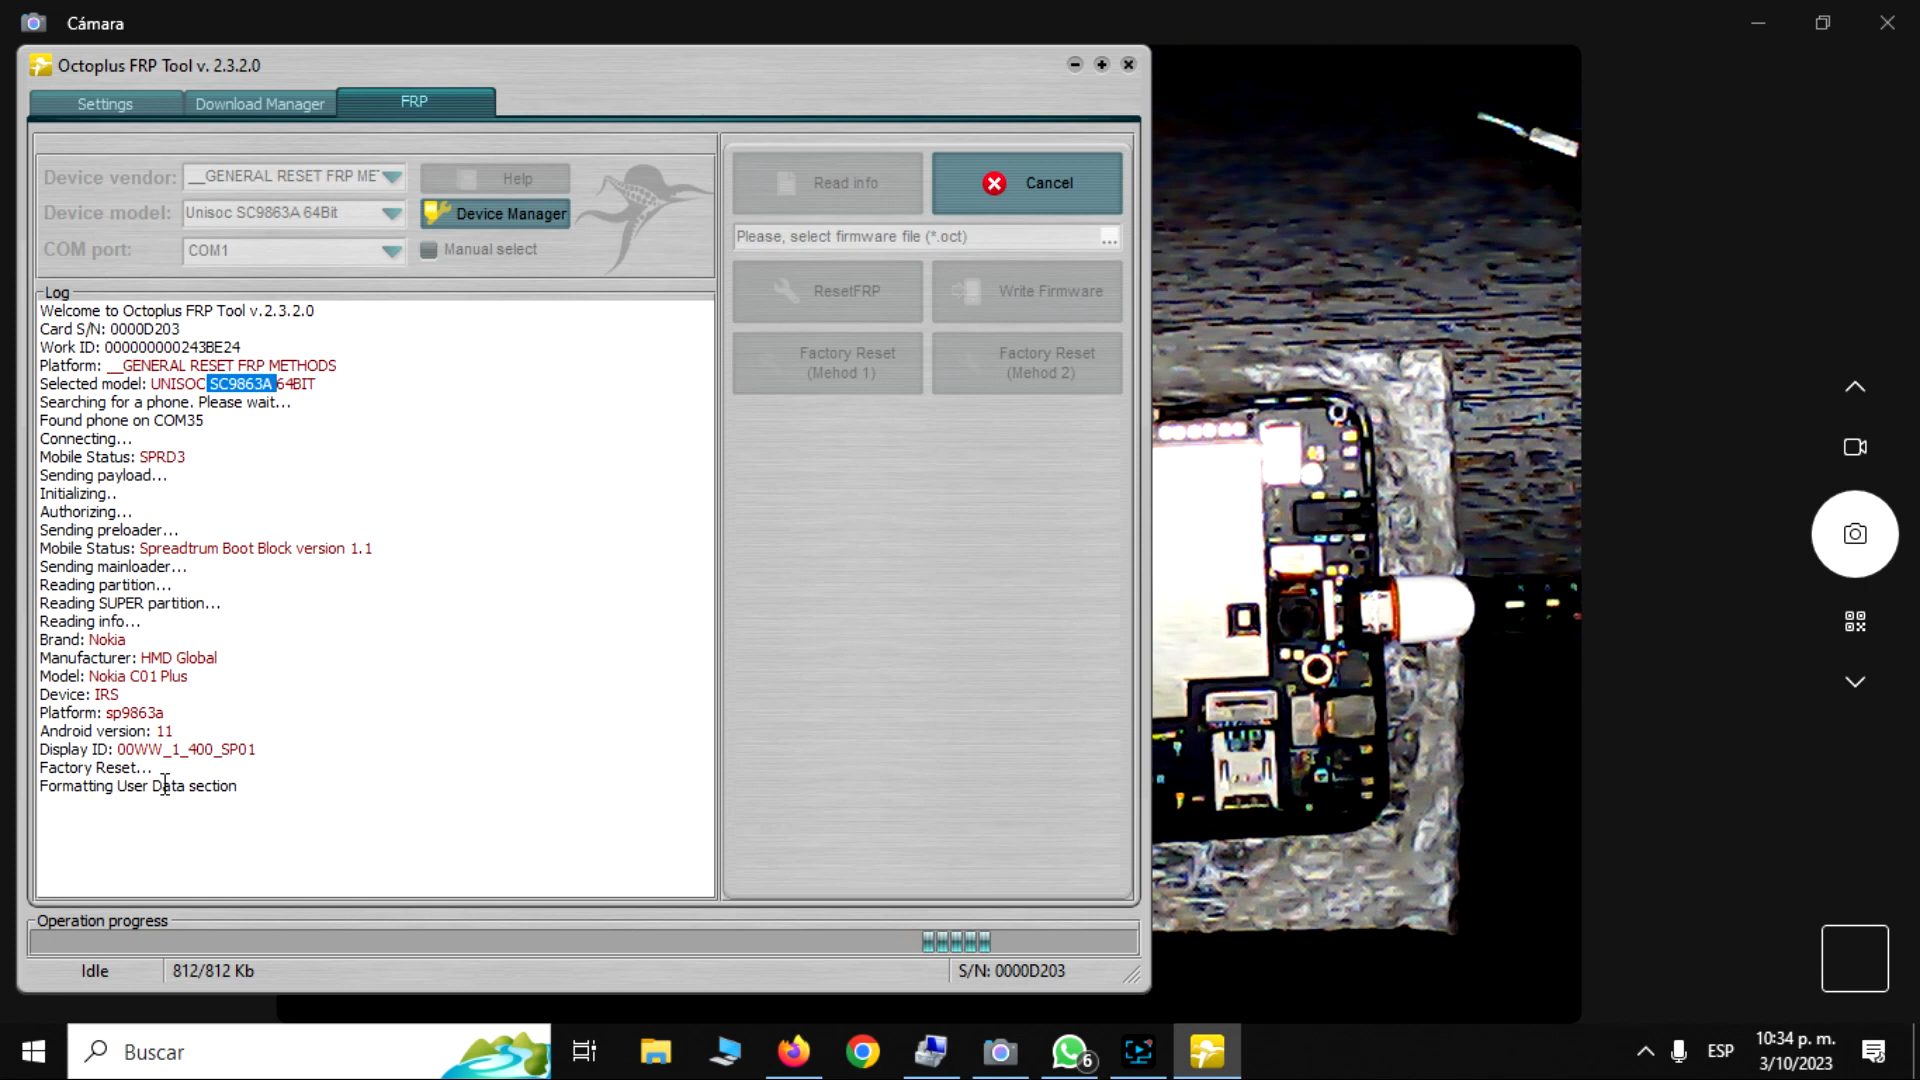 Cámara
Octoplus FRP Tool v. 2.3.2.0
Settings
Download Manager
FRP
Device vendor:
__GENERAL RESET FRP ME
Help
Device model:
Unisoc SC9863A 64Bit
Device Manager
COM port:
COM1
Manual select
Read info
Cancel
Please, select firmware file (*.oct)
...
ResetFRP
Write Firmware
Factory Reset
(Mehod 1)
Factory Reset
(Mehod 2)
Log
Welcome to Octoplus FRP Tool v.2.3.2.0
Card S/N: 0000D203
Work ID: 000000000243BE24
Platform: __GENERAL RESET FRP METHODS
Selected model: UNISOC SC9863A 64BIT
Searching for a phone. Please wait...
Found phone on COM35
Connecting...
Mobile Status: SPRD3
Sending payload...
Initializing..
Authorizing...
Sending preloader...
Mobile Status: Spreadtrum Boot Block version 1.1
Sending mainloader...
Reading partition...
Reading SUPER partition...
Reading info...
Brand: Nokia
Manufacturer: HMD Global
Model: Nokia C01 Plus
Device: IRS
Platform: sp9863a
Android version: 11
Display ID: 00WW_1_400_SP01
Factory Reset...
Formatting User Data section
Operation progress
Idle
812/812 Kb
S/N: 0000D203
Buscar
6
ESP
10:34 p. m.
3/10/2023